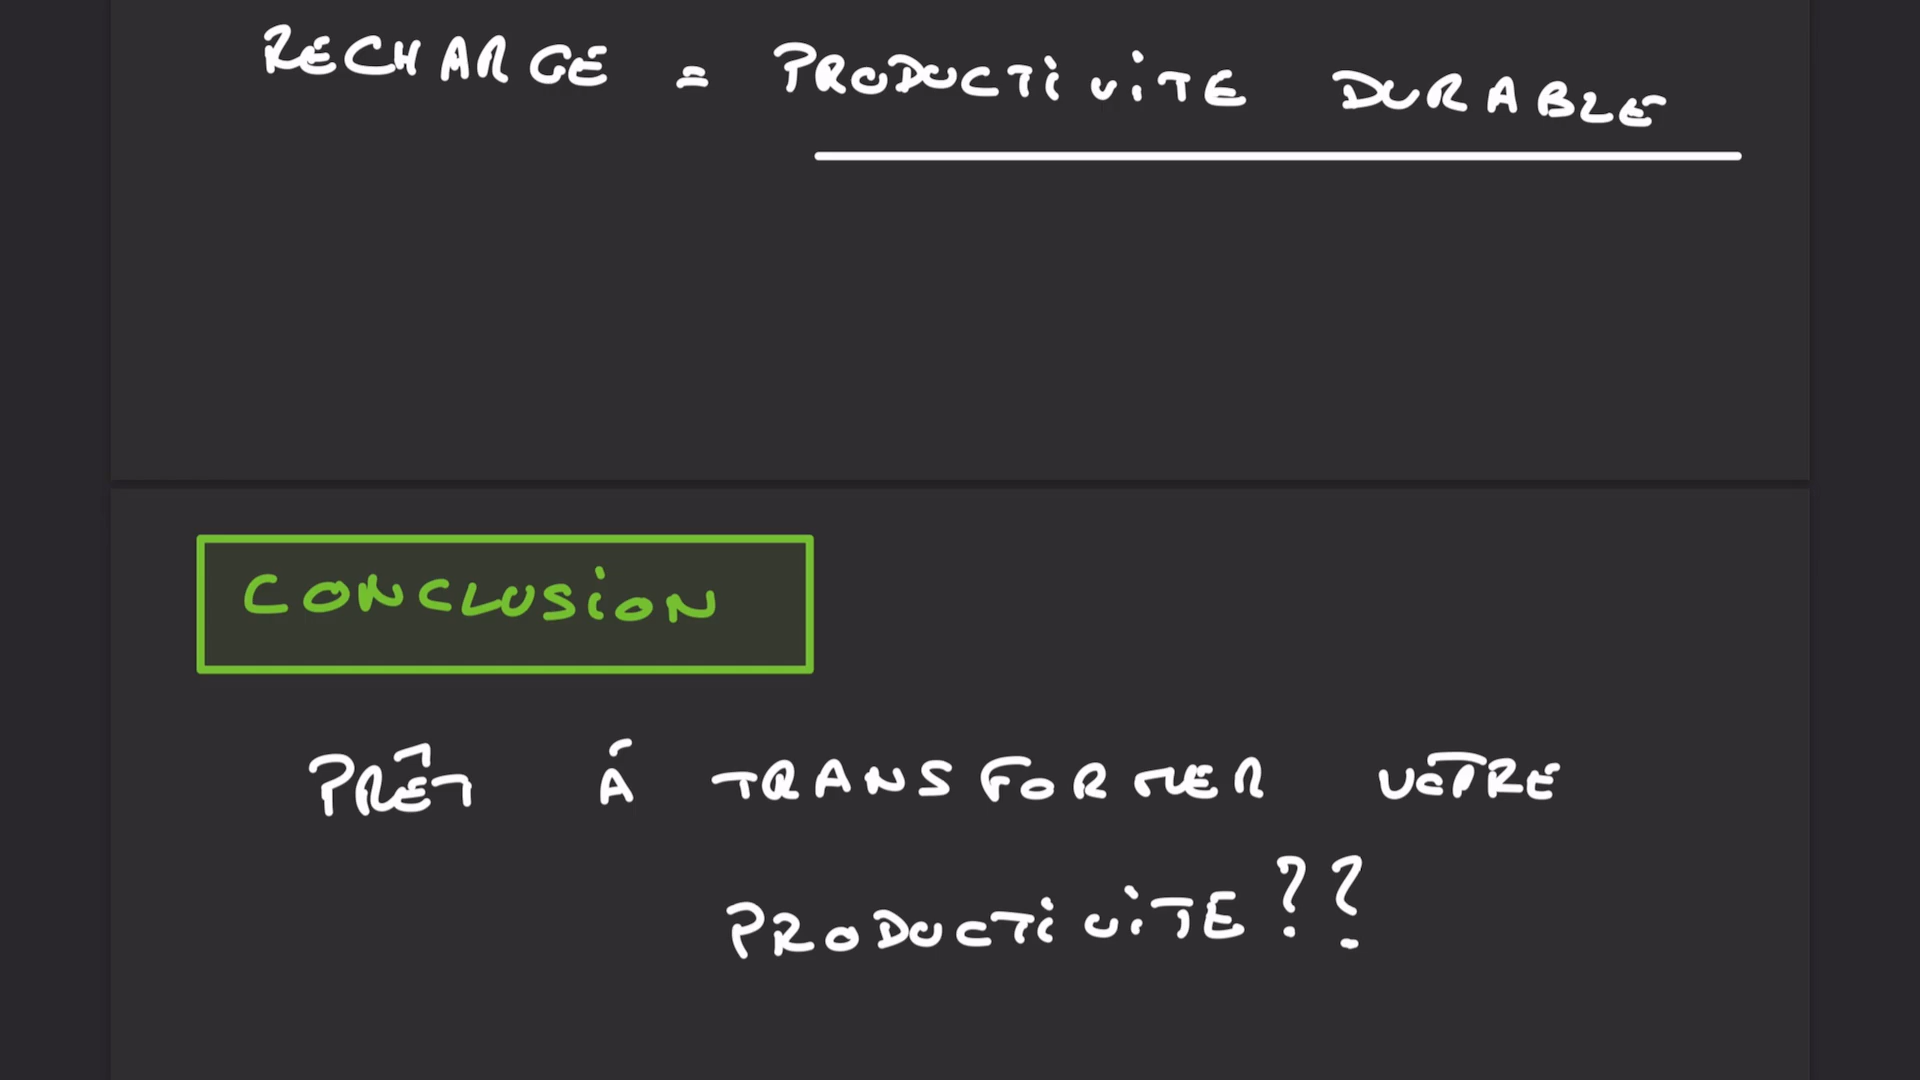 RECHARGE = PRODUCTIVITE DURABLE
CONCLUSION
PRÊT À TRANSFORMER VOTRE
PRODUCTIVITE??